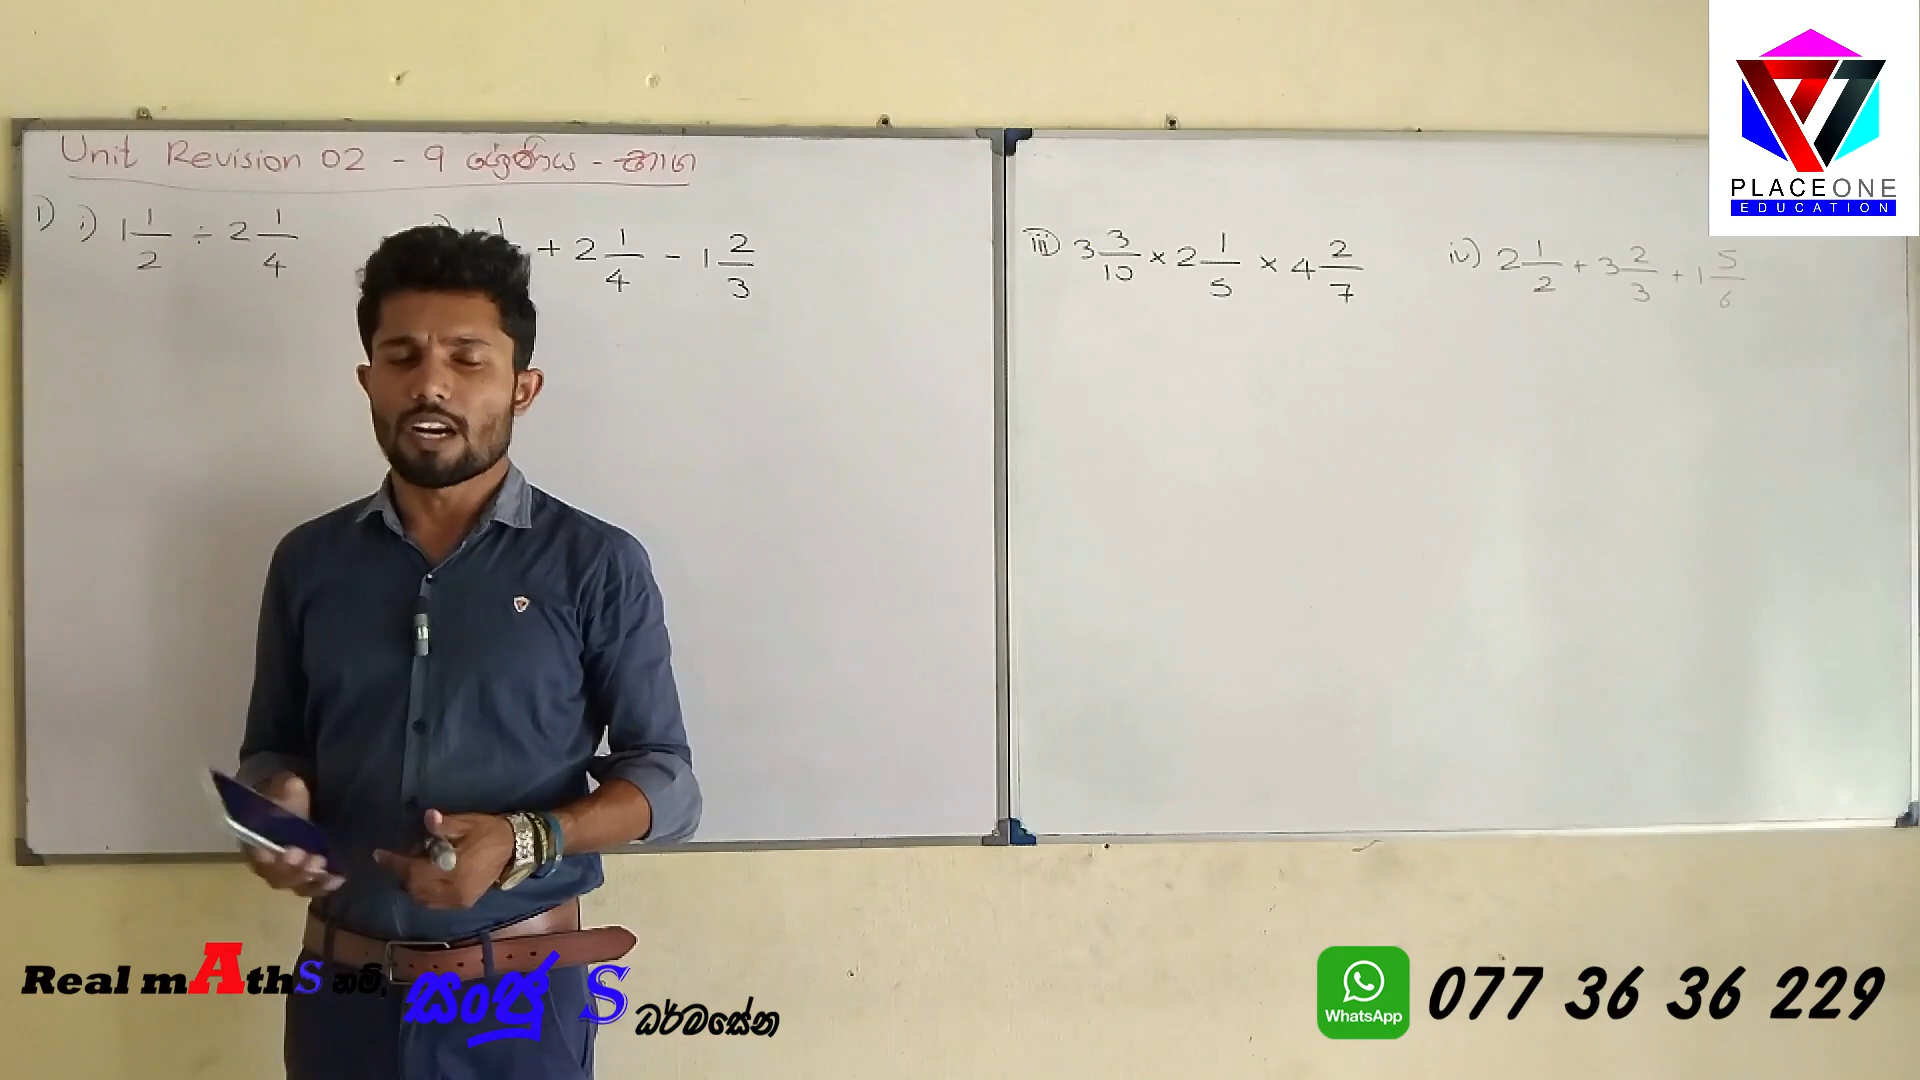 Unit Revision 02 - 9 ශ්‍රේණිය - භාග
1) i) 1 1/2 ÷ 2 1/4
+ 2 1/4 - 1 2/3
iii) 3 3/10 × 2 1/5 × 4 2/7
iv) 2 1/2 + 3 2/3 + 1 5/6
PLACEONE
EDUCATION
Real mAthS නම්, සංජු S ධර්මසේන
WhatsApp 077 36 36 229